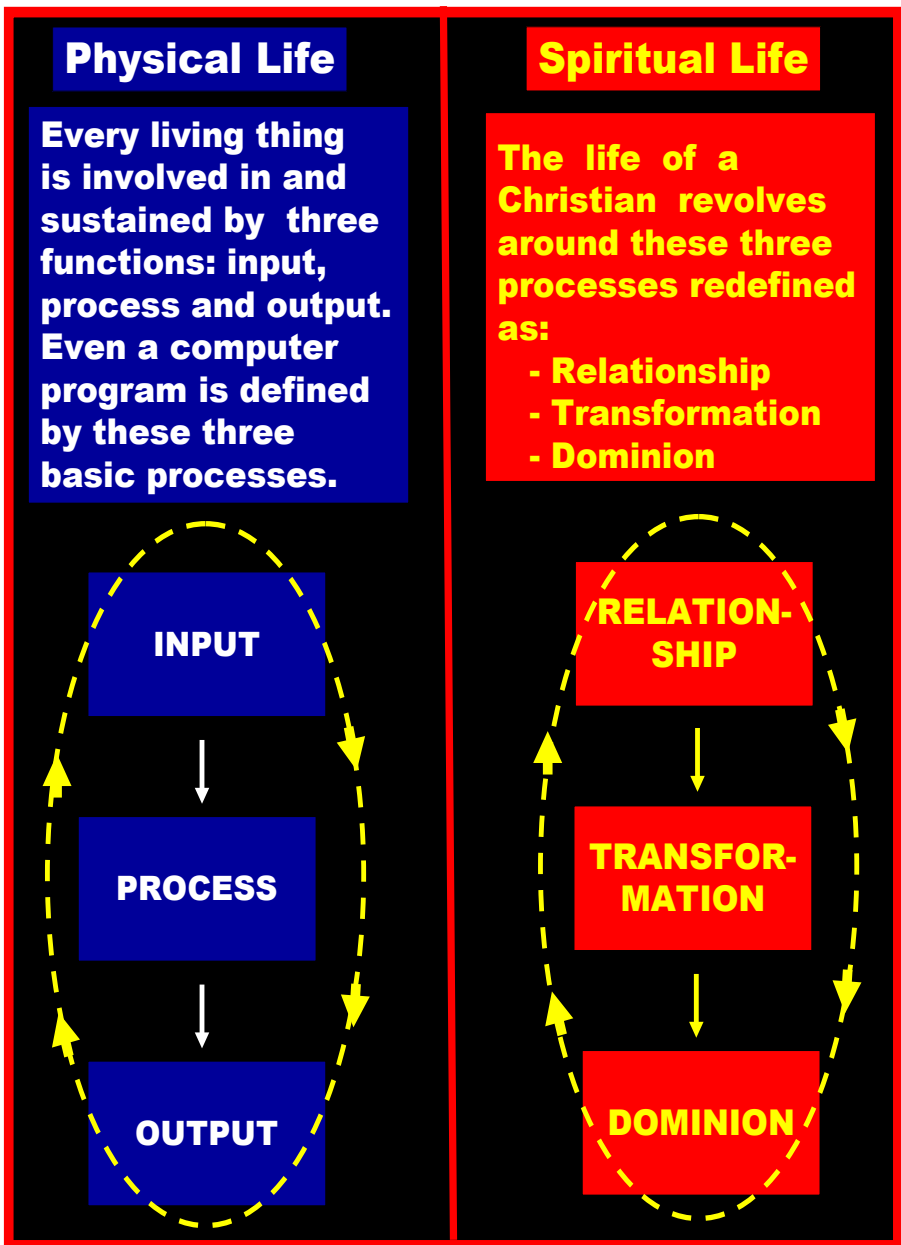 Physical Life
Every living thing
is involved in and
sustained by three
functions: input,
process and output.
Even a computer
program is defined
by these three
basic processes.
INPUT
PROCESS
OUTPUT
Spiritual Life
The life of a
Christian revolves
around these three
processes redefined
as:
- Relationship
- Transformation
- Dominion
RELATION-
SHIP
TRANSFOR-
MATION
DOMINION